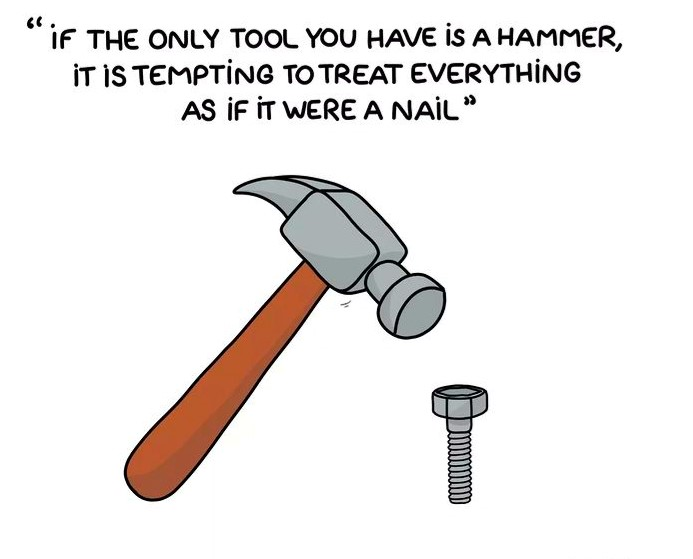 “IF THE ONLY TOOL YOU HAVE IS A HAMMER,
IT IS TEMPTING TO TREAT EVERYTHING
AS IF IT WERE A NAIL”